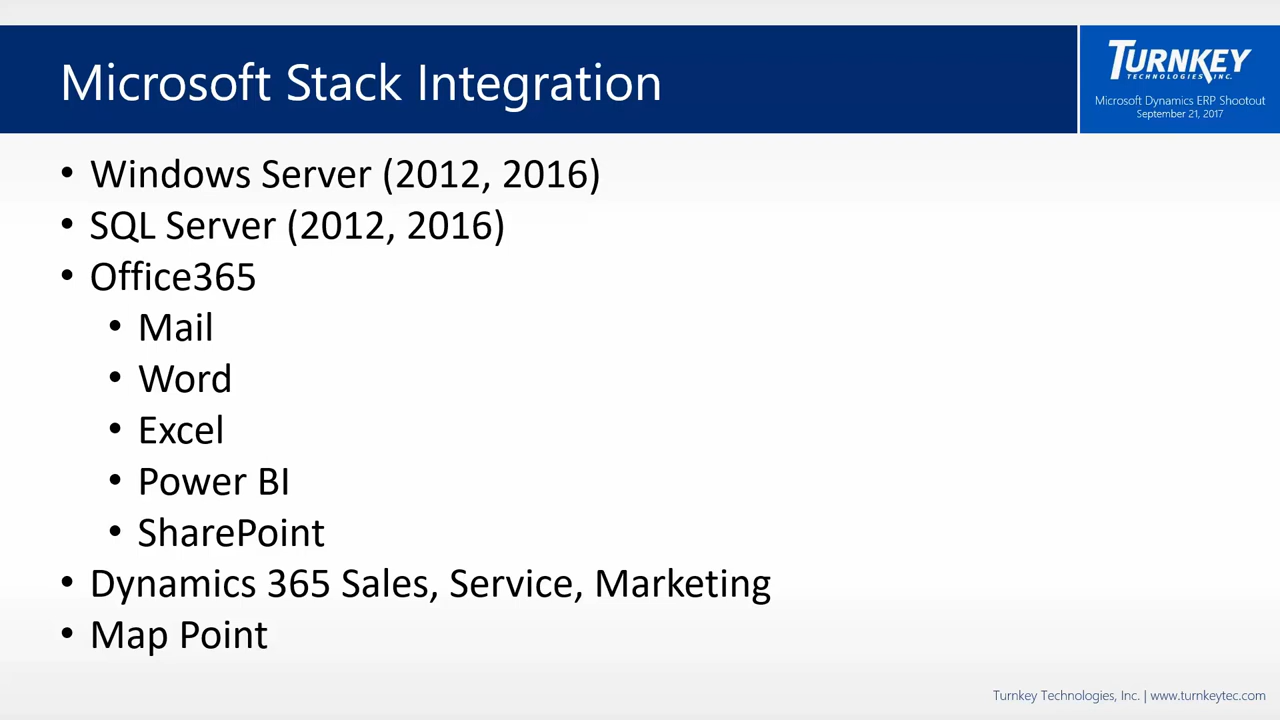 Microsoft Stack Integration
TURNKEY
TECHNOLOGIES, INC.
Microsoft Dynamics ERP Shootout
September 21, 2017
• Windows Server (2012, 2016)
• SQL Server (2012, 2016)
• Office365
• Mail
• Word
• Excel
• Power BI
• SharePoint
• Dynamics 365 Sales, Service, Marketing
• Map Point
Turnkey Technologies, Inc. | www.turnkeytec.com